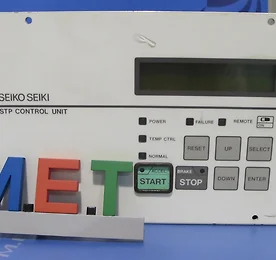 SEIKO SEIKI
STP CONTROL UNIT
POWER
FAILURE
REMOTE
ON
TEMP CTRL
NORMAL
RESET
UP
SELECT
START
BRAKE
STOP
DOWN
ENTER
M.E.T